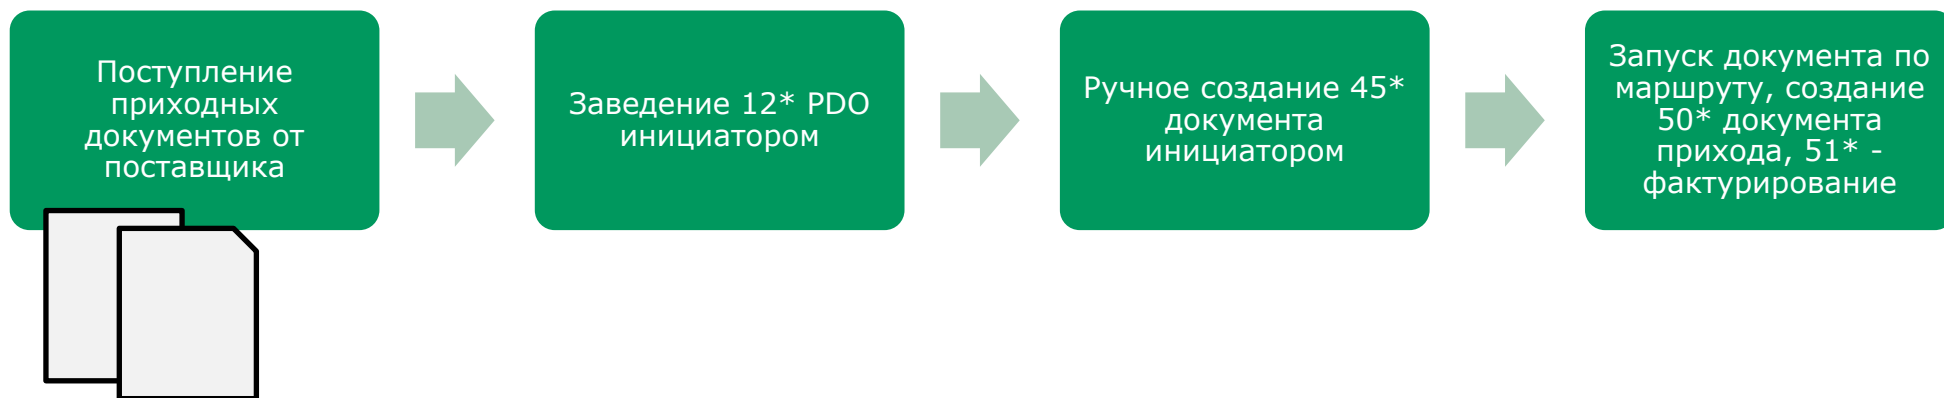 Поступление
приходных
документов от
поставщика
Заведение 12* PDO
инициатором
Ручное создание 45*
документа
инициатором
Запуск документа по
маршруту, создание
50* документа
прихода, 51* -
фактурирование